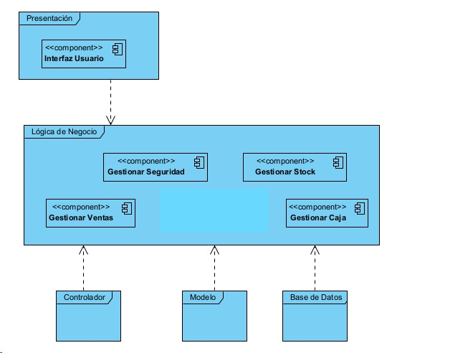 Presentación
<<component>>
Interfaz Usuario
Lógica de Negocio
<<component>>
Gestionar Seguridad
<<component>>
Gestionar Stock
<<component>>
Gestionar Ventas
<<component>>
Gestionar Caja
Controlador
Modelo
Base de Datos